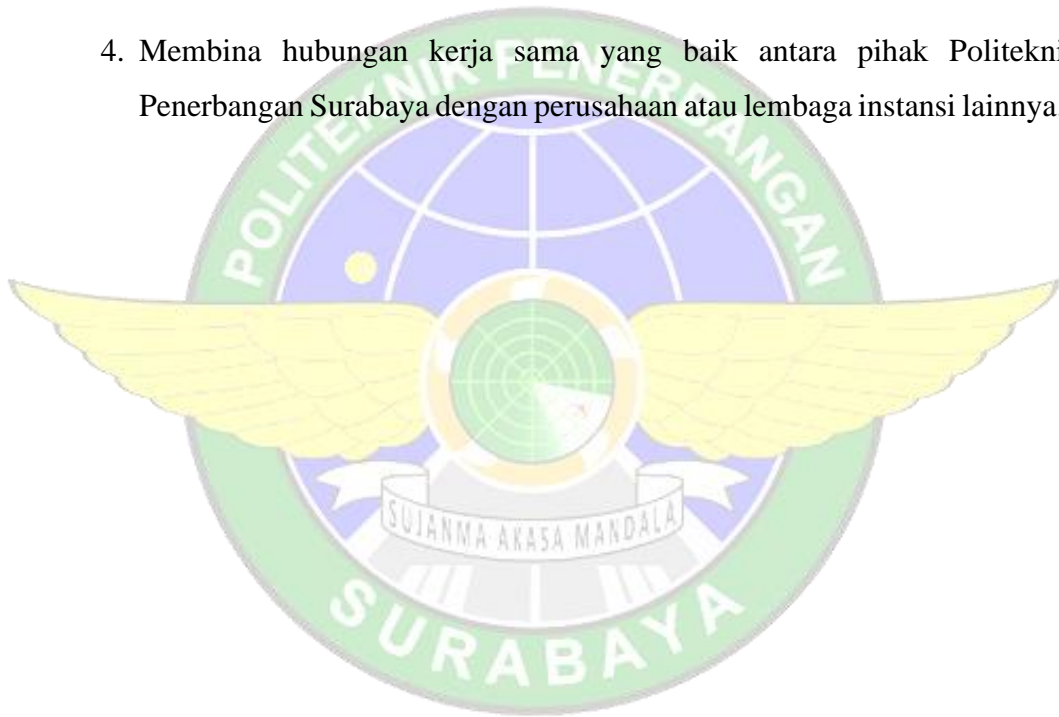 4. Membina hubungan kerja sama yang baik antara pihak Politekni
Penerbangan Surabaya dengan perusahaan atau lembaga instansi lainnya.
POLITEKNIK PENERBANGAN
SUJANMA AKASA MANDALA
SURABAYA